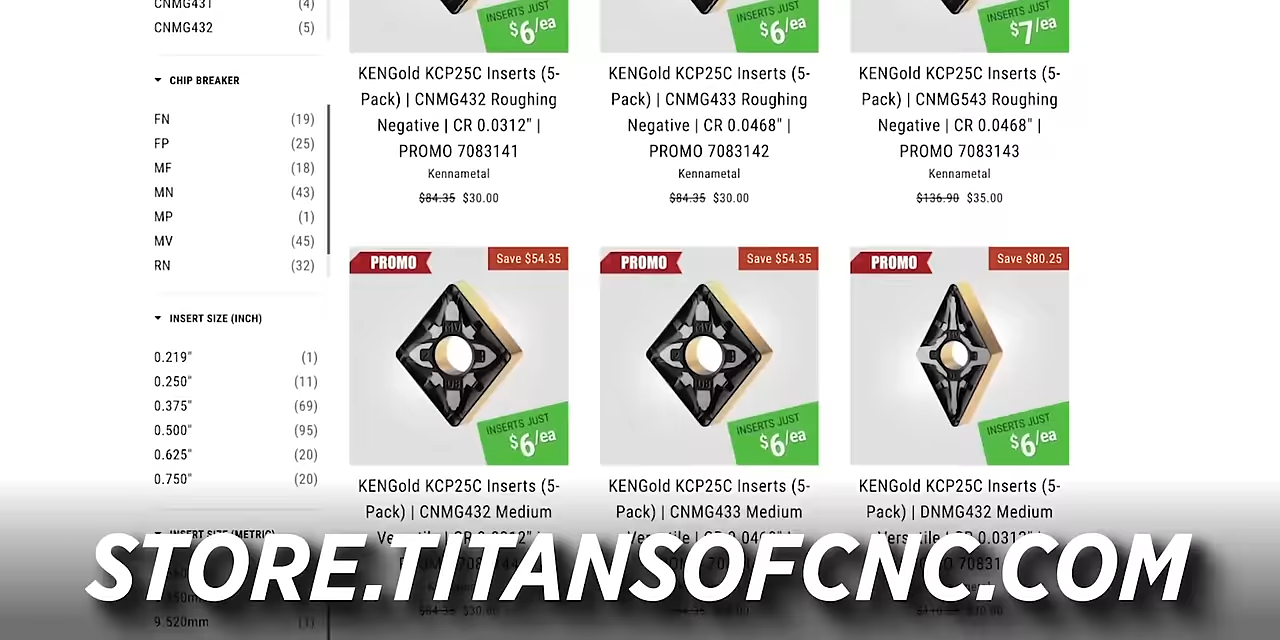 CNMG431 (4)
CNMG432 (5)
CHIP BREAKER
FN (19)
FP (25)
MF (18)
MN (43)
MP (1)
MV (45)
RN (32)
INSERT SIZE (INCH)
0.219" (1)
0.250" (11)
0.375" (69)
0.500" (95)
0.625" (20)
0.750" (20)
INSERT SIZE (METRIC)
9.520mm (1)
INSERTS JUST
$6/ea
KENGold KCP25C Inserts (5-
Pack) | CNMG432 Roughing
Negative | CR 0.0312" |
PROMO 7083141
Kennametal
$84.35 $30.00
INSERTS JUST
$6/ea
KENGold KCP25C Inserts (5-
Pack) | CNMG433 Roughing
Negative | CR 0.0468" |
PROMO 7083142
Kennametal
$84.35 $30.00
INSERTS JUST
$7/ea
KENGold KCP25C Inserts (5-
Pack) | CNMG543 Roughing
Negative | CR 0.0468" |
PROMO 7083143
Kennametal
$136.90 $35.00
PROMO
Save $54.35
MV
INSERTS JUST
$6/ea
KENGold KCP25C Inserts (5-
Pack) | CNMG432 Medium
PROMO
Save $54.35
MV
INSERTS JUST
$6/ea
KENGold KCP25C Inserts (5-
Pack) | CNMG433 Medium
PROMO
Save $80.25
INSERTS JUST
$6/ea
KENGold KCP25C Inserts (5-
Pack) | DNMG432 Medium
STORE.TITANSOFCNC.COM